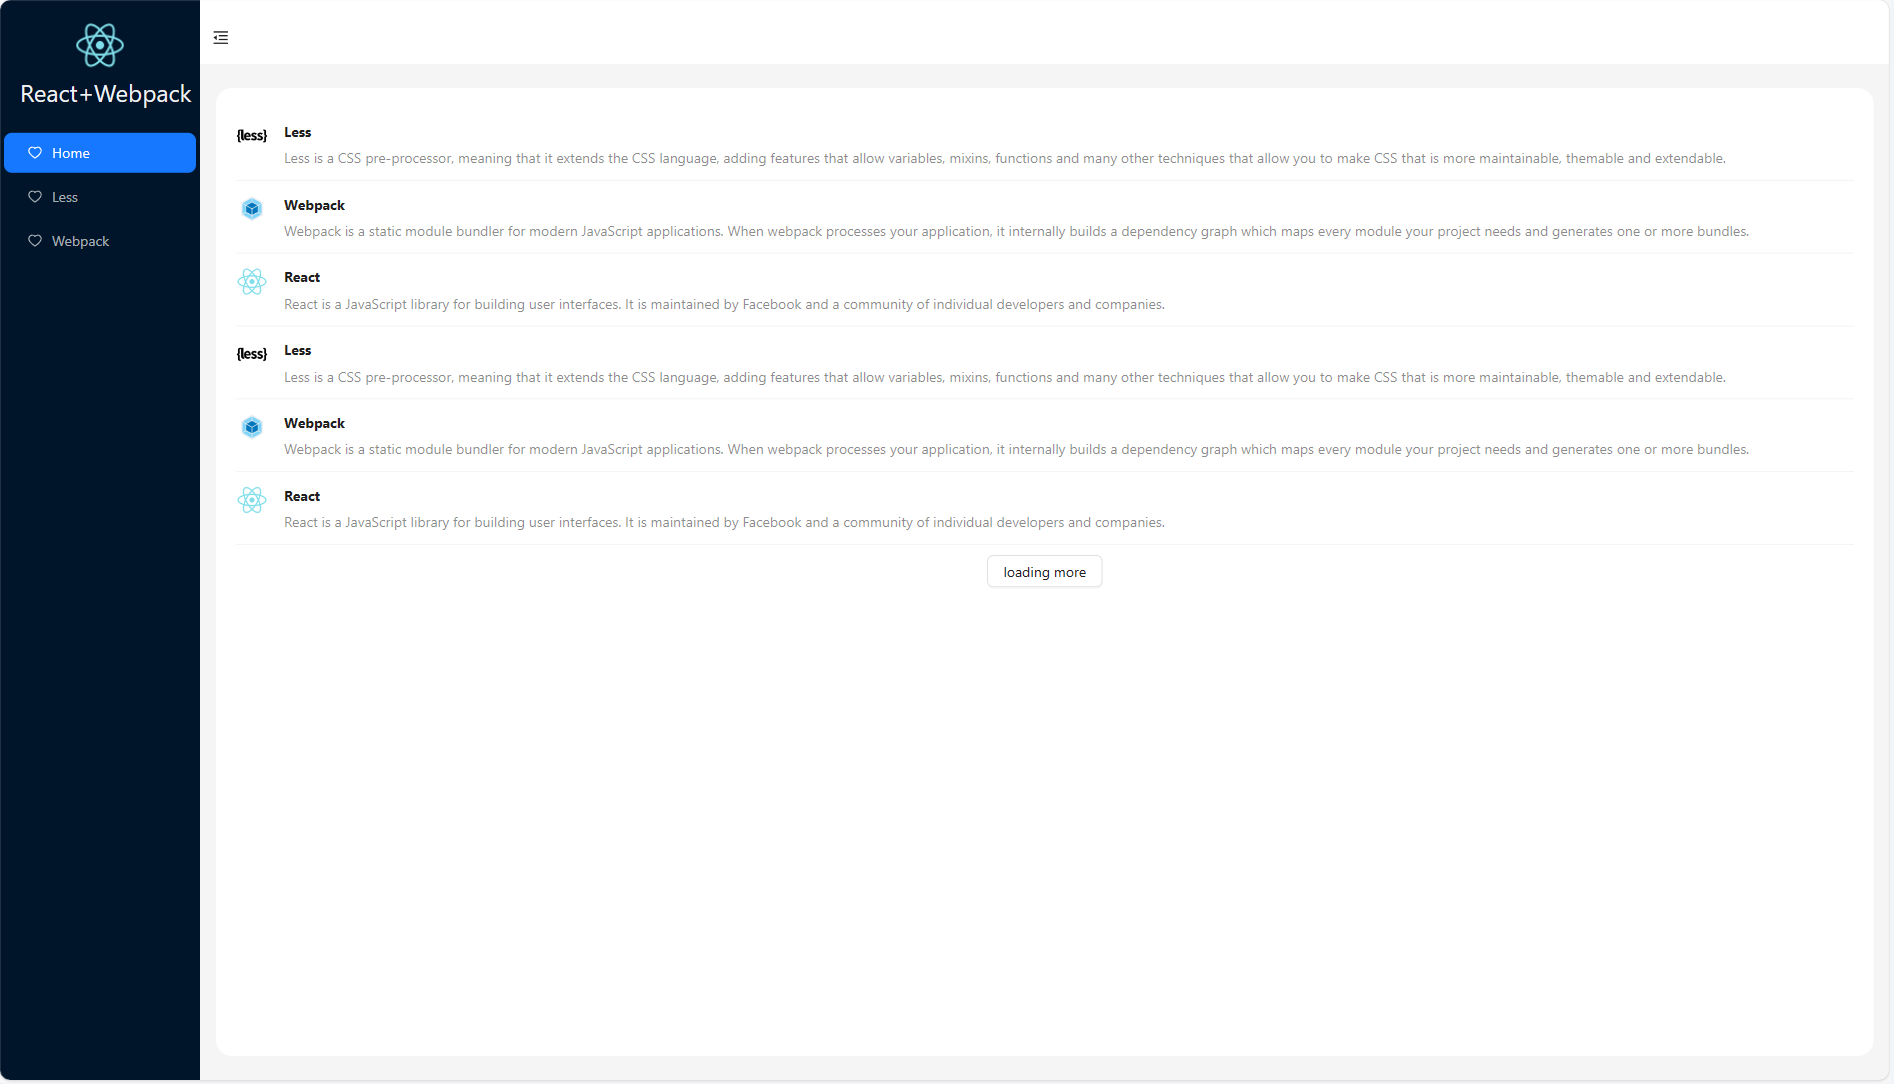 React+Webpack
Home
Less
Webpack
{less}
Less
Less is a CSS pre-processor, meaning that it extends the CSS language, adding features that allow variables, mixins, functions and many other techniques that allow you to make CSS that is more maintainable, themable and extendable.
Webpack
Webpack is a static module bundler for modern JavaScript applications. When webpack processes your application, it internally builds a dependency graph which maps every module your project needs and generates one or more bundles.
React
React is a JavaScript library for building user interfaces. It is maintained by Facebook and a community of individual developers and companies.
{less}
Less
Less is a CSS pre-processor, meaning that it extends the CSS language, adding features that allow variables, mixins, functions and many other techniques that allow you to make CSS that is more maintainable, themable and extendable.
Webpack
Webpack is a static module bundler for modern JavaScript applications. When webpack processes your application, it internally builds a dependency graph which maps every module your project needs and generates one or more bundles.
React
React is a JavaScript library for building user interfaces. It is maintained by Facebook and a community of individual developers and companies.
loading more